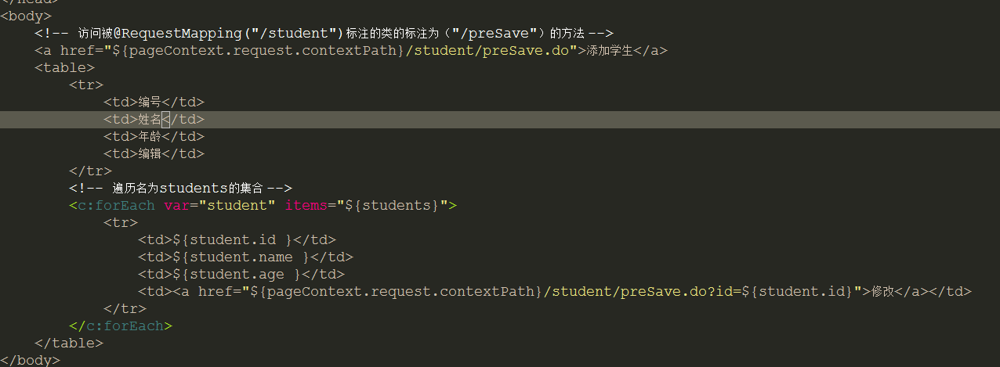 </head>
<body>
<!-- 访问被@RequestMapping("/student")标注的类的标注为（"/preSave"）的方法 -->
<a href="${pageContext.request.contextPath}/student/preSave.do">添加学生</a>
<table>
<tr>
<td>编号</td>
<td>姓名</td>
<td>年龄</td>
<td>编辑</td>
</tr>
<!-- 遍历名为students的集合 -->
<c:forEach var="student" items="${students}">
<tr>
<td>${student.id }</td>
<td>${student.name }</td>
<td>${student.age }</td>
<td><a href="${pageContext.request.contextPath}/student/preSave.do?id=${student.id}">修改</a></td>
</tr>
</c:forEach>
</table>
</body>